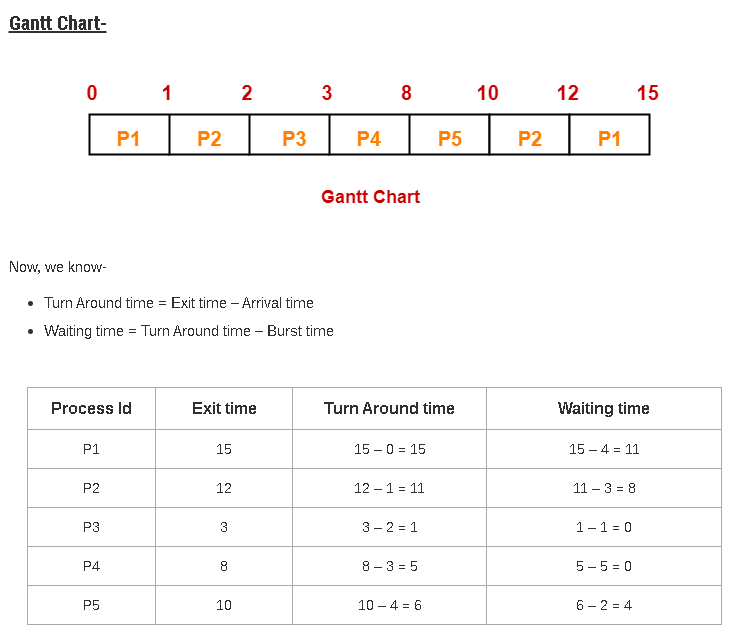 Gantt Chart-
0 1 2 3 8 10 12 15
P1 P2 P3 P4 P5 P2 P1
Gantt Chart
Now, we know-
• Turn Around time = Exit time – Arrival time
• Waiting time = Turn Around time – Burst time
Process Id Exit time Turn Around time Waiting time
P1 15 15 – 0 = 15 15 – 4 = 11
P2 12 12 – 1 = 11 11 – 3 = 8
P3 3 3 – 2 = 1 1 – 1 = 0
P4 8 8 – 3 = 5 5 – 5 = 0
P5 10 10 – 4 = 6 6 – 2 = 4